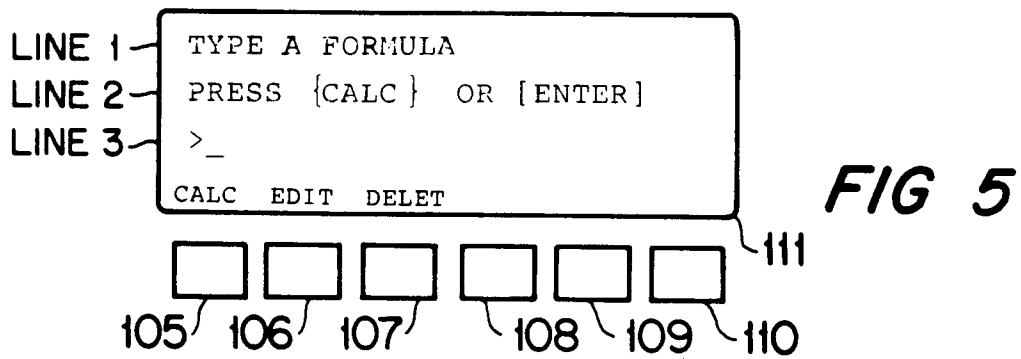 LINE 1 TYPE A FORMULA
LINE 2 PRESS {CALC} OR [ENTER]
LINE 3 >_
CALC EDIT DELET
FIG 5
111
105 106 107 108 109 110